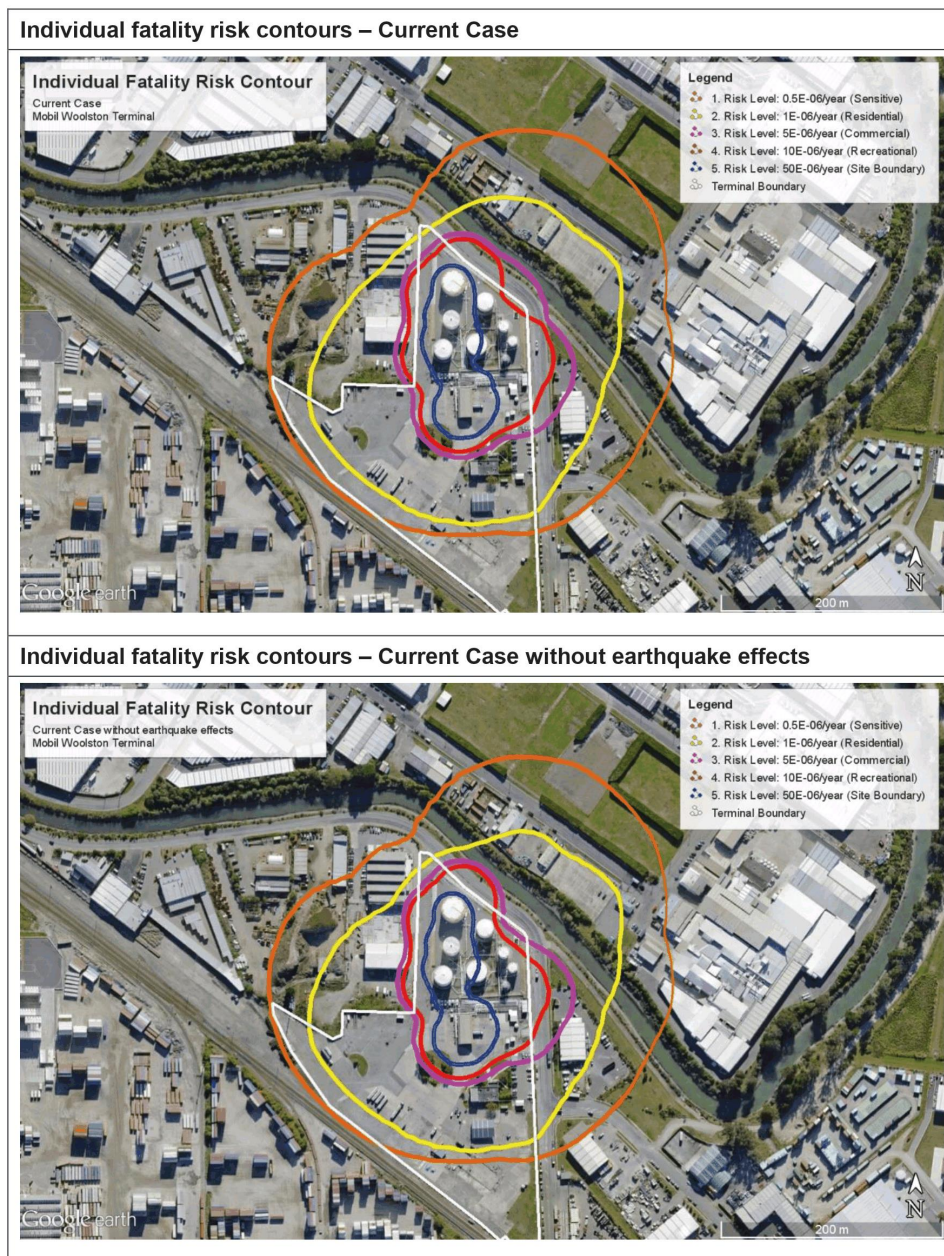 Individual fatality risk contours – Current Case
Individual Fatality Risk Contour
Current Case
Mobil Woolston Terminal
Legend
1. Risk Level: 0.5E-06/year (Sensitive)
2. Risk Level: 1E-06/year (Residential)
3. Risk Level: 5E-06/year (Commercial)
4. Risk Level: 10E-06/year (Recreational)
5. Risk Level: 50E-06/year (Site Boundary)
Terminal Boundary
Google earth
N
200 m
Individual fatality risk contours – Current Case without earthquake effects
Individual Fatality Risk Contour
Current Case without earthquake effects
Mobil Woolston Terminal
Legend
1. Risk Level: 0.5E-06/year (Sensitive)
2. Risk Level: 1E-06/year (Residential)
3. Risk Level: 5E-06/year (Commercial)
4. Risk Level: 10E-06/year (Recreational)
5. Risk Level: 50E-06/year (Site Boundary)
Terminal Boundary
Google earth
N
200 m